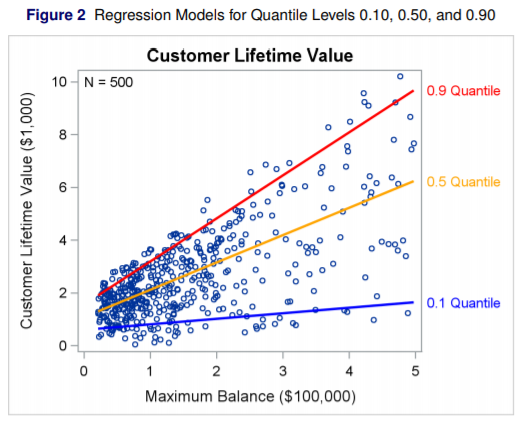 Figure 2 Regression Models for Quantile Levels 0.10, 0.50, and 0.90
Customer Lifetime Value
N = 500
Customer Lifetime Value ($1,000)
10
8
6
4
2
0
0.9 Quantile
0.5 Quantile
0.1 Quantile
0 1 2 3 4 5
Maximum Balance ($100,000)